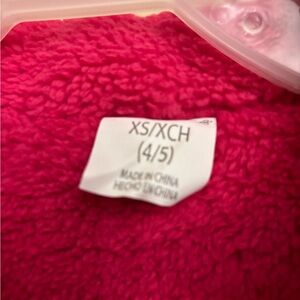 XS/XCH
(4/5)
MADE IN CHINA
HECHO EN CHINA